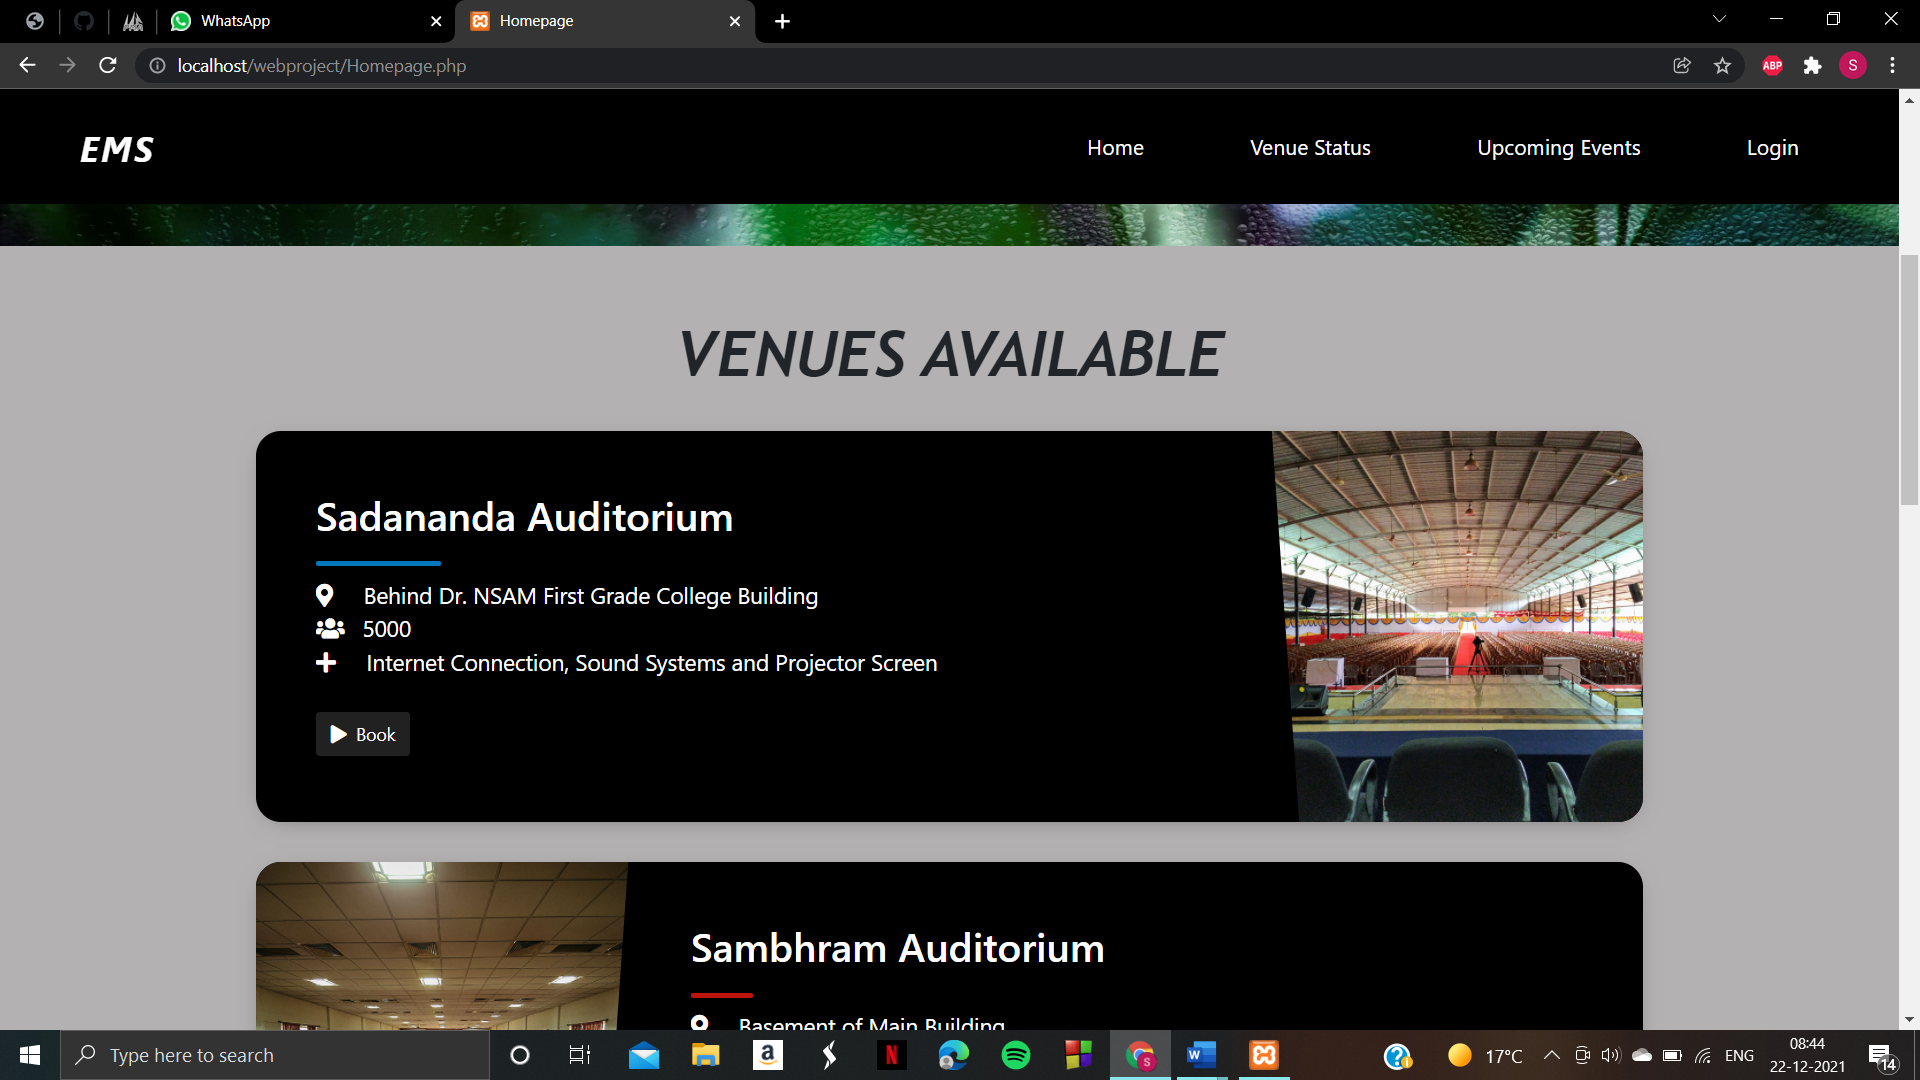 WhatsApp
Homepage
localhost/webproject/Homepage.php
ABP
S
EMS
Home
Venue Status
Upcoming Events
Login
VENUES AVAILABLE
Sadananda Auditorium
Behind Dr. NSAM First Grade College Building
5000
Internet Connection, Sound Systems and Projector Screen
Book
Sambhram Auditorium
Basement of Main Building
Type here to search
17°C
ENG
08:44
22-12-2021
14